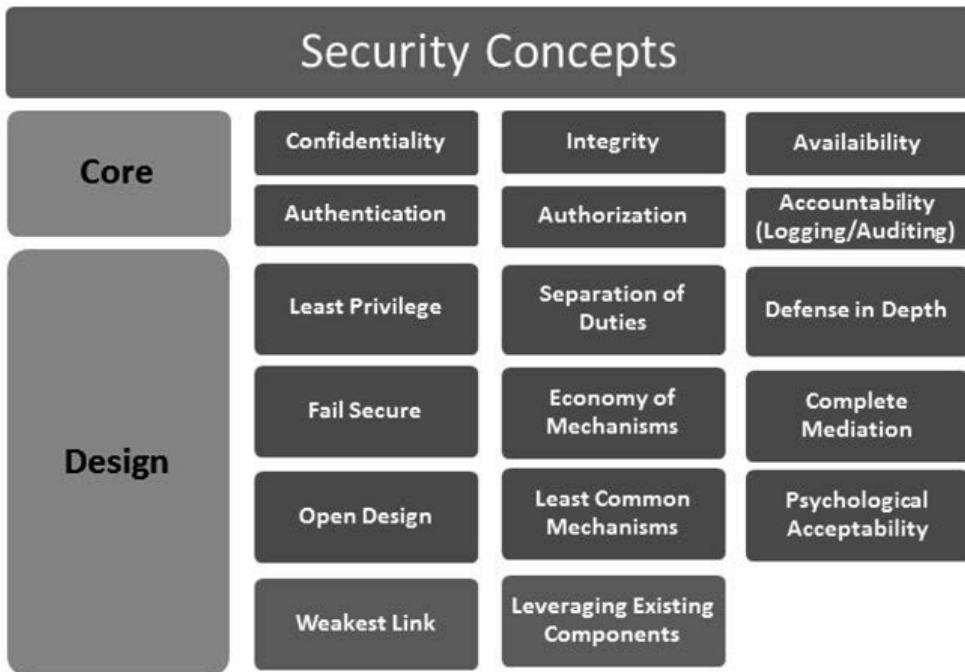 Security Concepts
Core
Confidentiality
Integrity
Availaibility
Authentication
Authorization
Accountability
(Logging/Auditing)
Design
Least Privilege
Separation of
Duties
Defense in Depth
Fail Secure
Economy of
Mechanisms
Complete
Mediation
Open Design
Least Common
Mechanisms
Psychological
Acceptability
Weakest Link
Leveraging Existing
Components